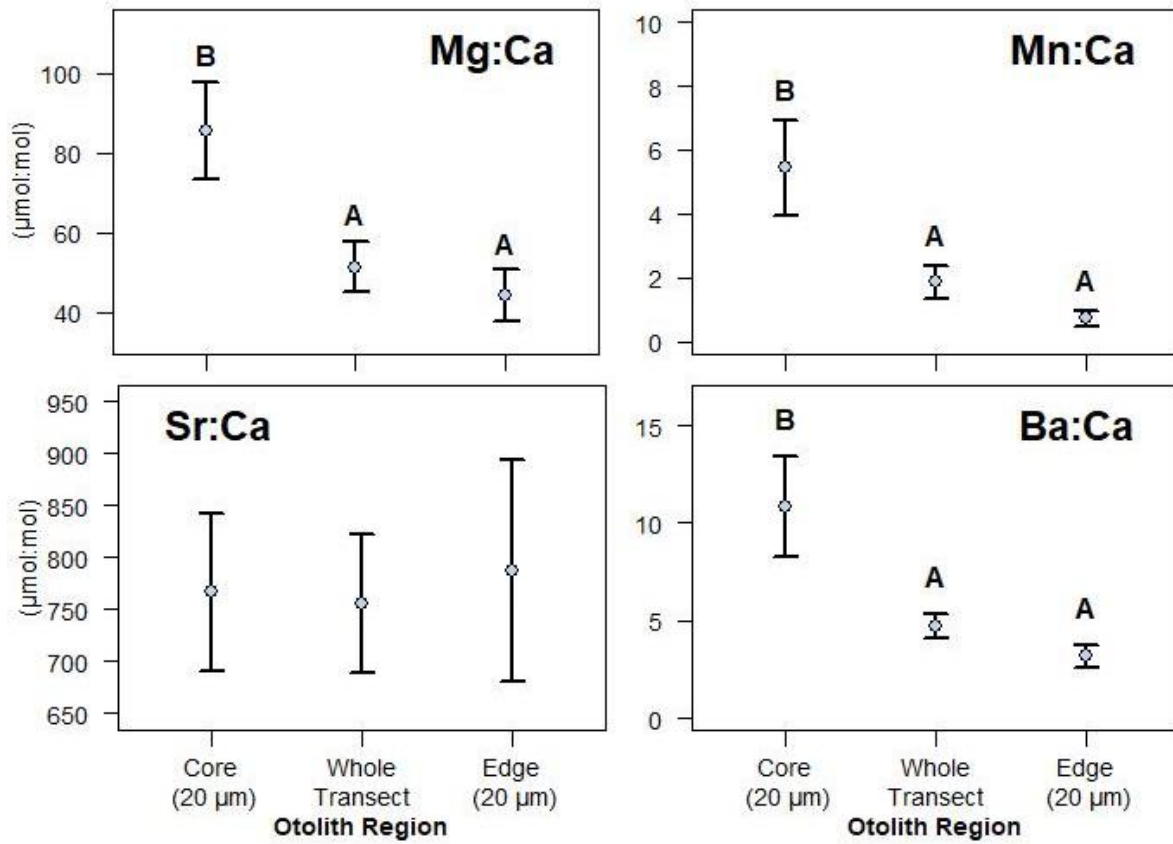 Mg:Ca
(µmol:mol)
100
80
60
40
B
A
A
Mn:Ca
10
8
6
4
2
0
B
A
A
Sr:Ca
(µmol:mol)
950
900
850
800
750
700
650
Core
(20 µm)
Whole
Transect
Edge
(20 µm)
Otolith Region
Ba:Ca
15
10
5
0
B
A
A
Core
(20 µm)
Whole
Transect
Edge
(20 µm)
Otolith Region